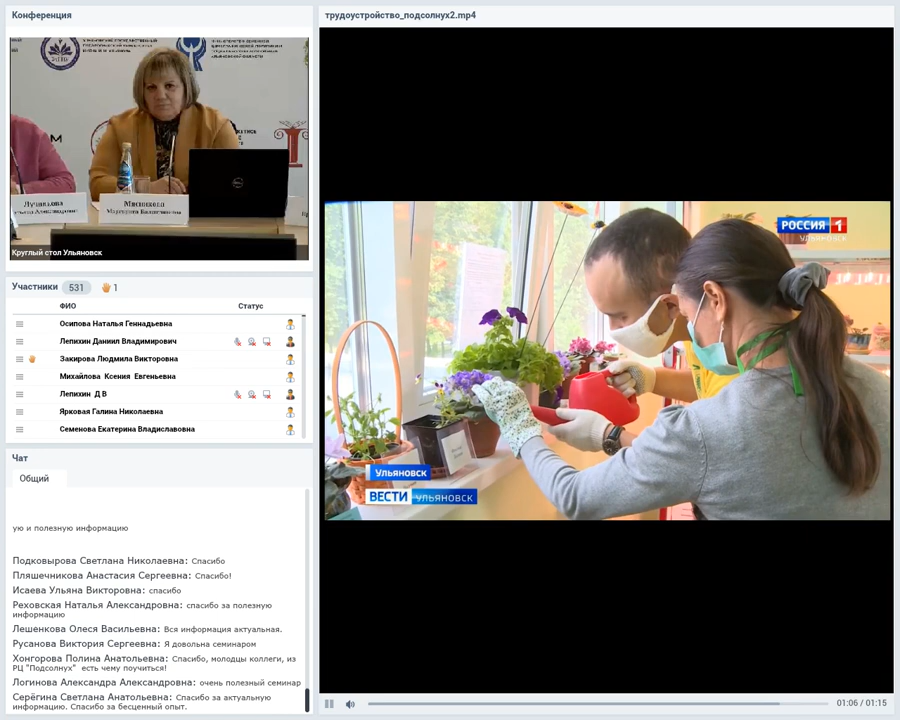 Конференция
Круглый стол Ульяновск
Участники 531 1
ФИО Статус
Осипова Наталья Геннадьевна
Лепихин Даниил Владимирович
Закирова Людмила Викторовна
Михайлова Ксения Евгеньевна
Лепихин Д В
Ярковая Галина Николаевна
Семенова Екатерина Владиславовна
Чат
Общий
ую и полезную информацию
Подковырова Светлана Николаевна: Спасибо
Пляшечникова Анастасия Сергеевна: Спасибо!
Исаева Ульяна Викторовна: спасибо
Реховская Наталья Александровна: спасибо за полезную
информацию
Лешенкова Олеся Васильевна: Вся информация актуальная.
Русанова Виктория Сергеевна: Я довольна семинаром
Хонгорова Полина Анатольевна: Спасибо, молодцы коллеги, из
РЦ "Подсолнух" есть чему поучиться!
Логинова Александра Александровна: очень полезный семинар
Серёгина Светлана Анатольевна: Спасибо за актуальную
информацию. Спасибо за бесценный опыт.
трудоустройство_подсолнух2.mp4
РОССИЯ 1
УЛЬЯНОВСК
УЛЬЯНОВСК
ВЕСТИ УЛЬЯНОВСК
01:06 / 01:15